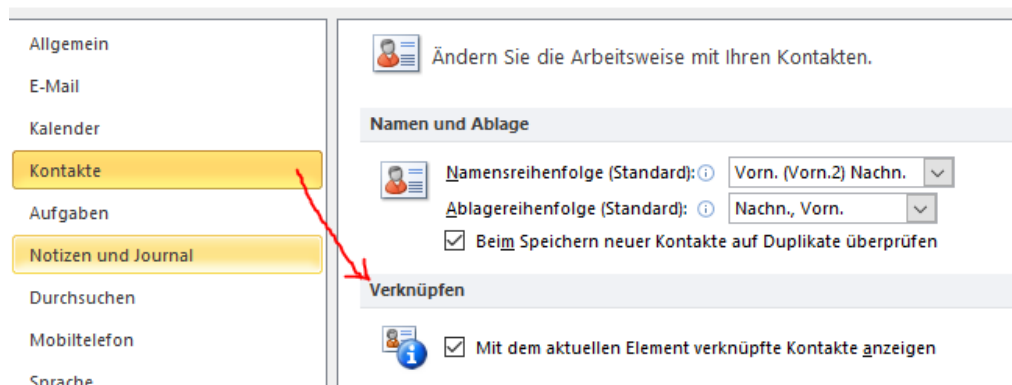 Allgemein
E-Mail
Kalender
Kontakte
Aufgaben
Notizen und Journal
Durchsuchen
Mobiltelefon
Sprache
Ändern Sie die Arbeitsweise mit Ihren Kontakten.
Namen und Ablage
Namensreihenfolge (Standard): Vorn. (Vorn.2) Nachn.
Ablagereihenfolge (Standard): Nachn., Vorn.
Beim Speichern neuer Kontakte auf Duplikate überprüfen
Verknüpfen
Mit dem aktuellen Element verknüpfte Kontakte anzeigen